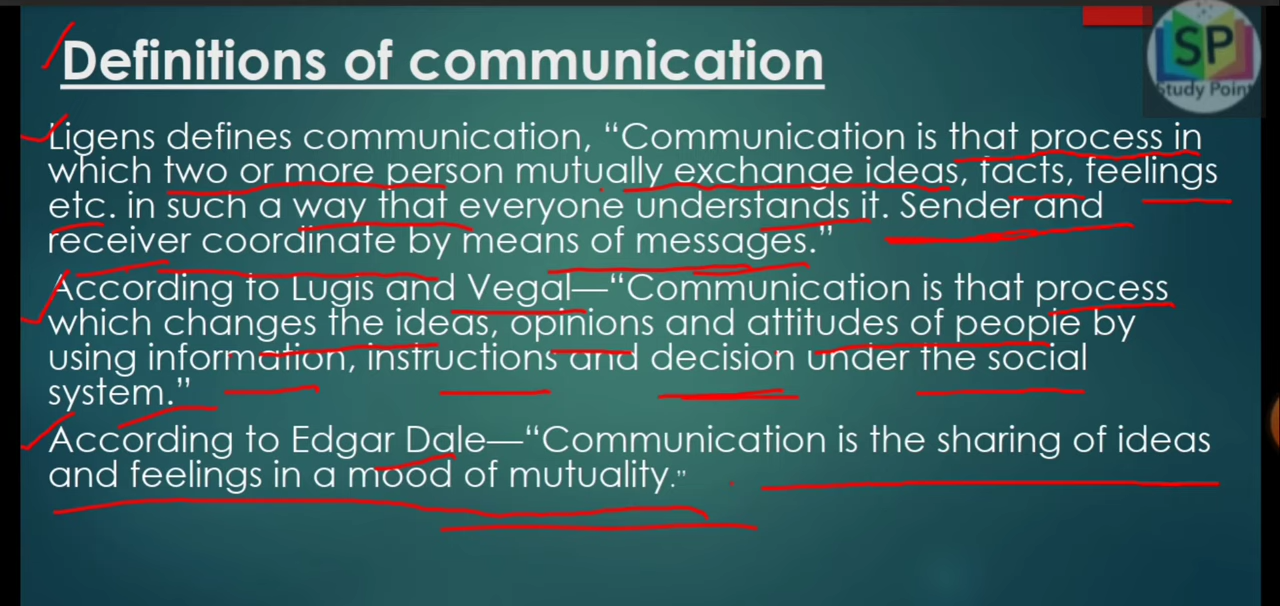 SP
Study Point
Definitions of communication
Ligens defines communication, “Communication is that process in
which two or more person mutually exchange ideas, facts, feelings
etc. in such a way that everyone understands it. Sender and
receiver coordinate by means of messages.”
According to Lugis and Vegal—“Communication is that process
which changes the ideas, opinions and attitudes of people by
using information, instructions and decision under the social
system.”
According to Edgar Dale—“Communication is the sharing of ideas
and feelings in a mood of mutuality.”